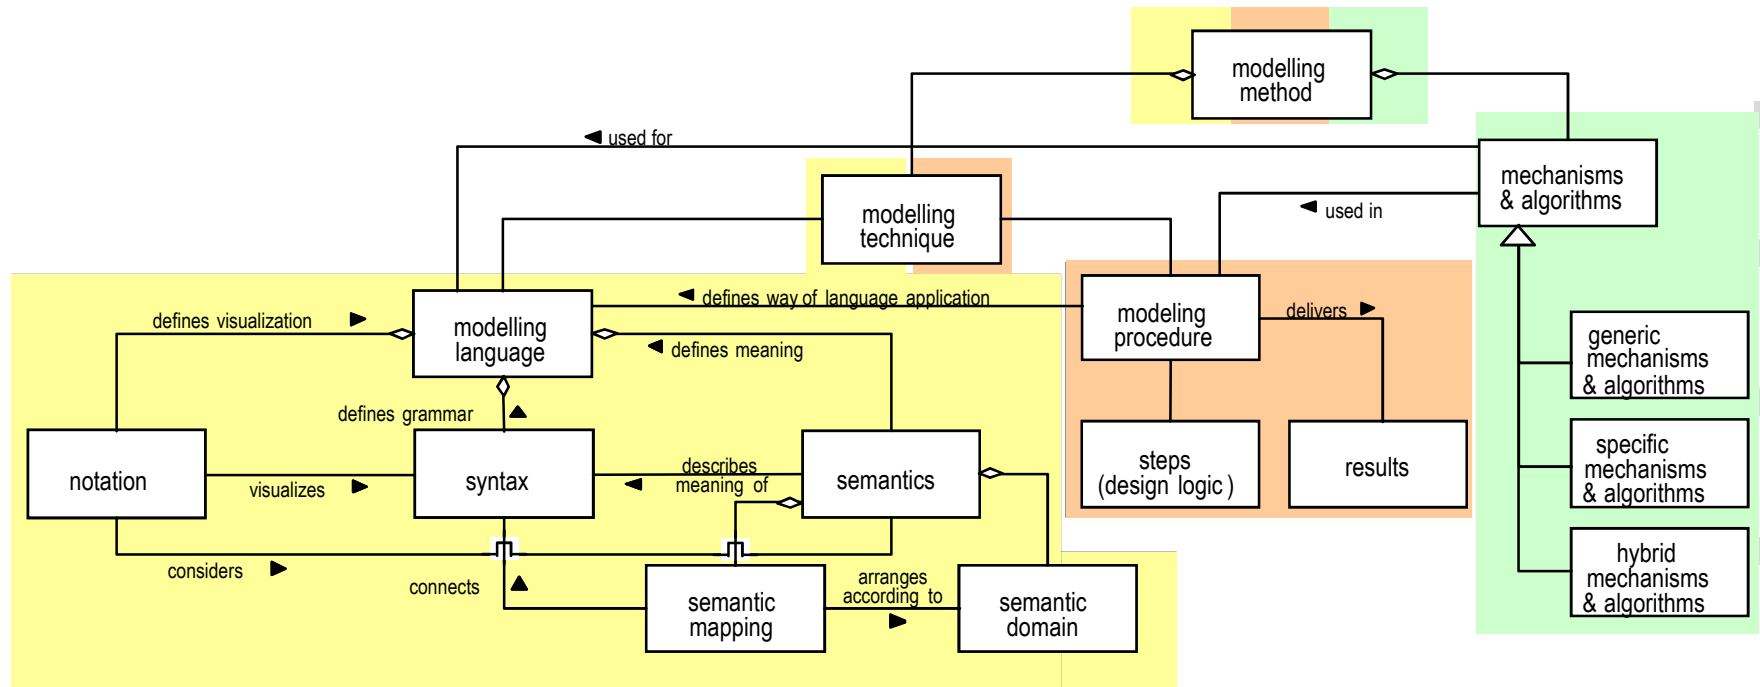 modelling
method
used for
mechanisms
& algorithms
modelling
technique
used in
defines way of language application
defines visualization
modelling
language
modeling
procedure
delivers
defines meaning
generic
mechanisms
& algorithms
defines grammar
notation
visualizes
syntax
describes
meaning of
semantics
steps
(design logic)
results
specific
mechanisms
& algorithms
considers
connects
semantic
mapping
arranges
according to
semantic
domain
hybrid
mechanisms
& algorithms